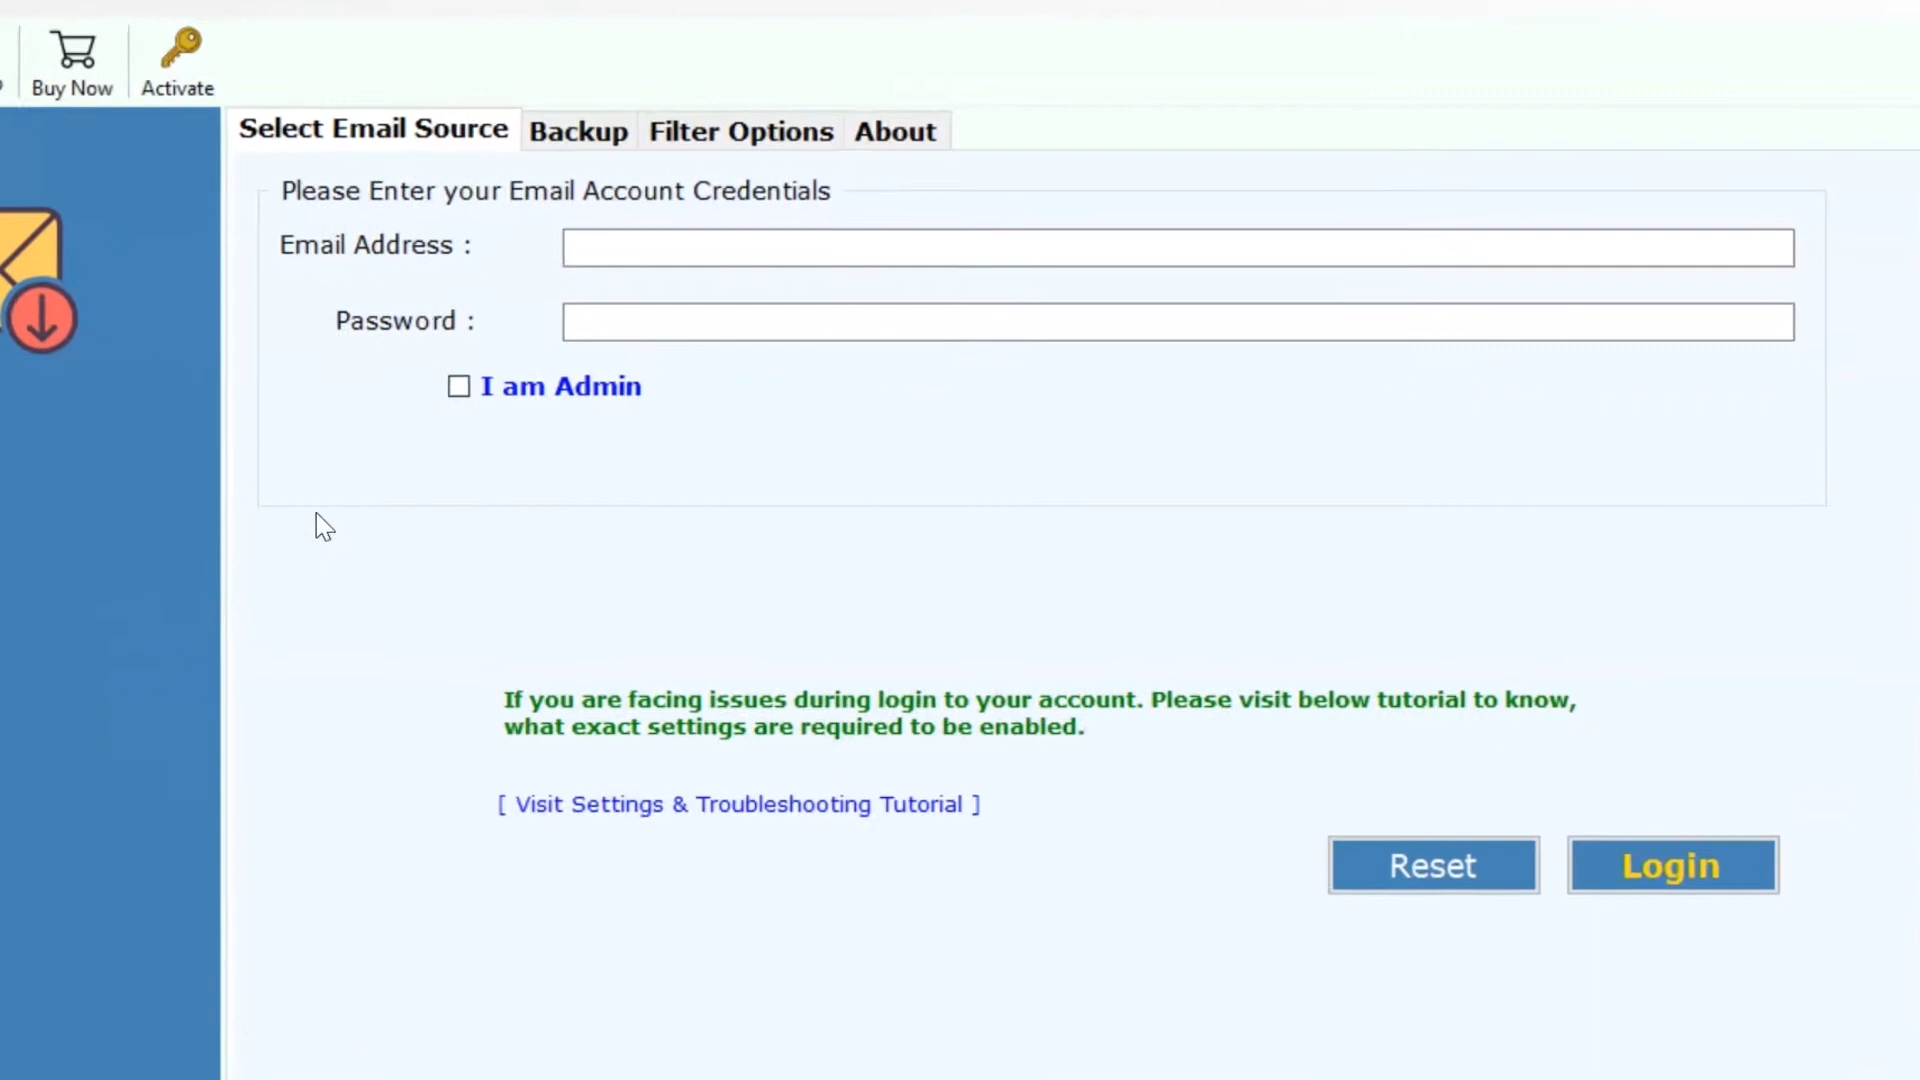 Buy Now
Activate
Select Email Source
Backup
Filter Options
About
Please Enter your Email Account Credentials
Email Address :
Password :
I am Admin
If you are facing issues during login to your account. Please visit below tutorial to know,
what exact settings are required to be enabled.
[ Visit Settings & Troubleshooting Tutorial ]
Reset
Login